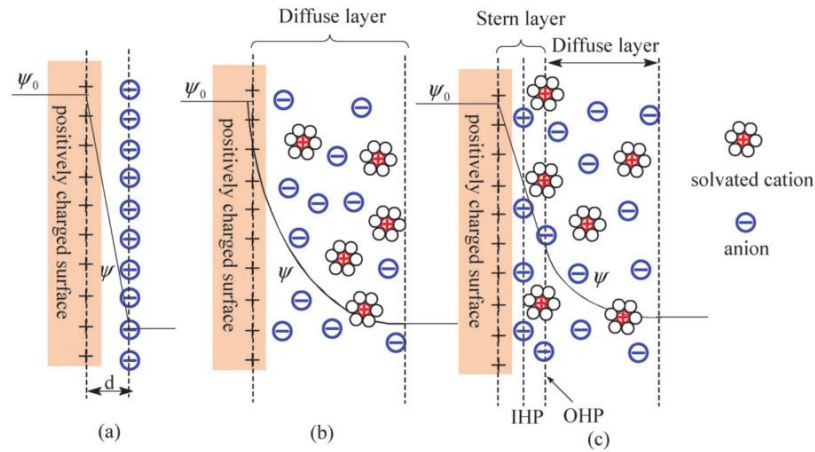 Diffuse layer
Stern layer
Diffuse layer
ψ₀
ψ₀
ψ₀
positively charged surface
positively charged surface
positively charged surface
ψ
ψ
ψ
solvated cation
anion
d
IHP
OHP
(a)
(b)
(c)